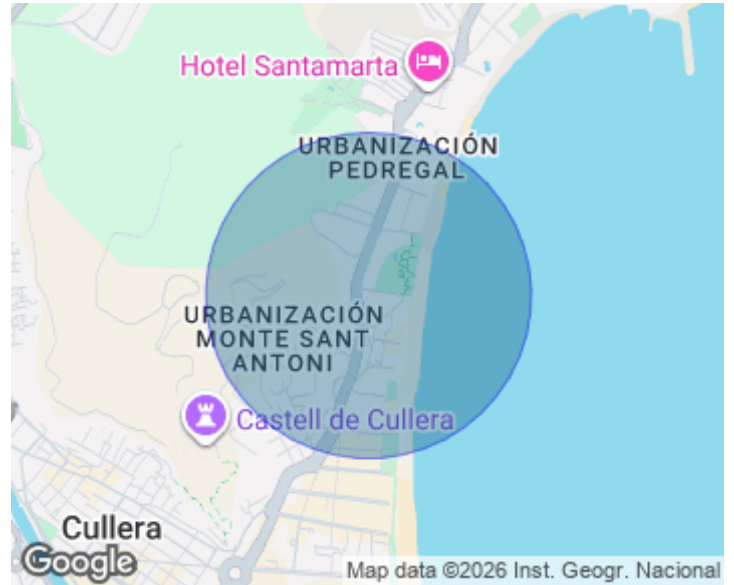 Hotel Santamarta
URBANIZACIÓN
PEDREGAL
URBANIZACIÓN
MONTE SANT
ANTONI
Castell de Cullera
Cullera
Google
Map data ©2026 Inst. Geogr. Nacional